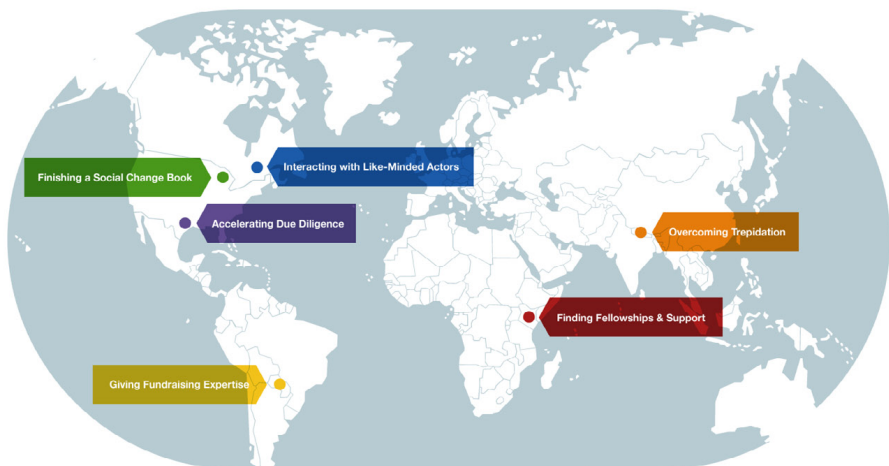 Interacting with Like-Minded Actors
Finishing a Social Change Book
Accelerating Due Diligence
Overcoming Trepidation
Finding Fellowships & Support
Giving Fundraising Expertise